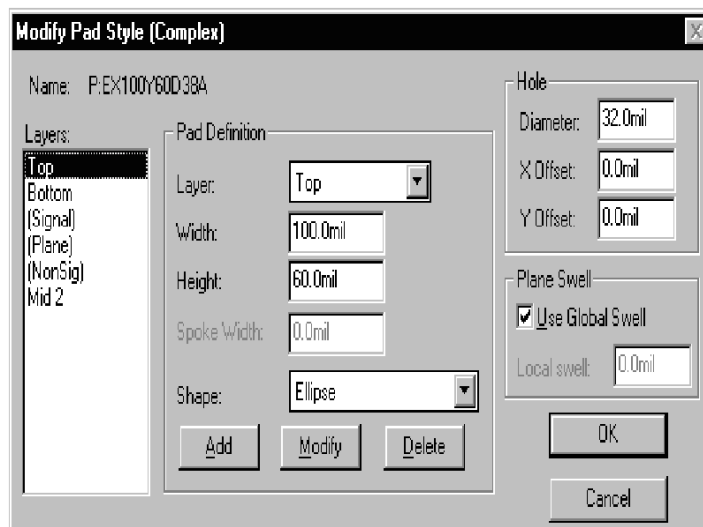 Modify Pad Style (Complex)
Name: P:EX100Y60D38A
Layers:
Top
Bottom
(Signal)
(Plane)
(NonSig)
Mid 2
Pad Definition
Layer: Top
Width: 100.0mil
Height: 60.0mil
Spoke Width: 0.0mil
Shape: Ellipse
Add Modify Delete
Hole
Diameter: 32.0mil
X Offset: 0.0mil
Y Offset: 0.0mil
Plane Swell
Use Global Swell
Local swell: 0.0mil
OK
Cancel